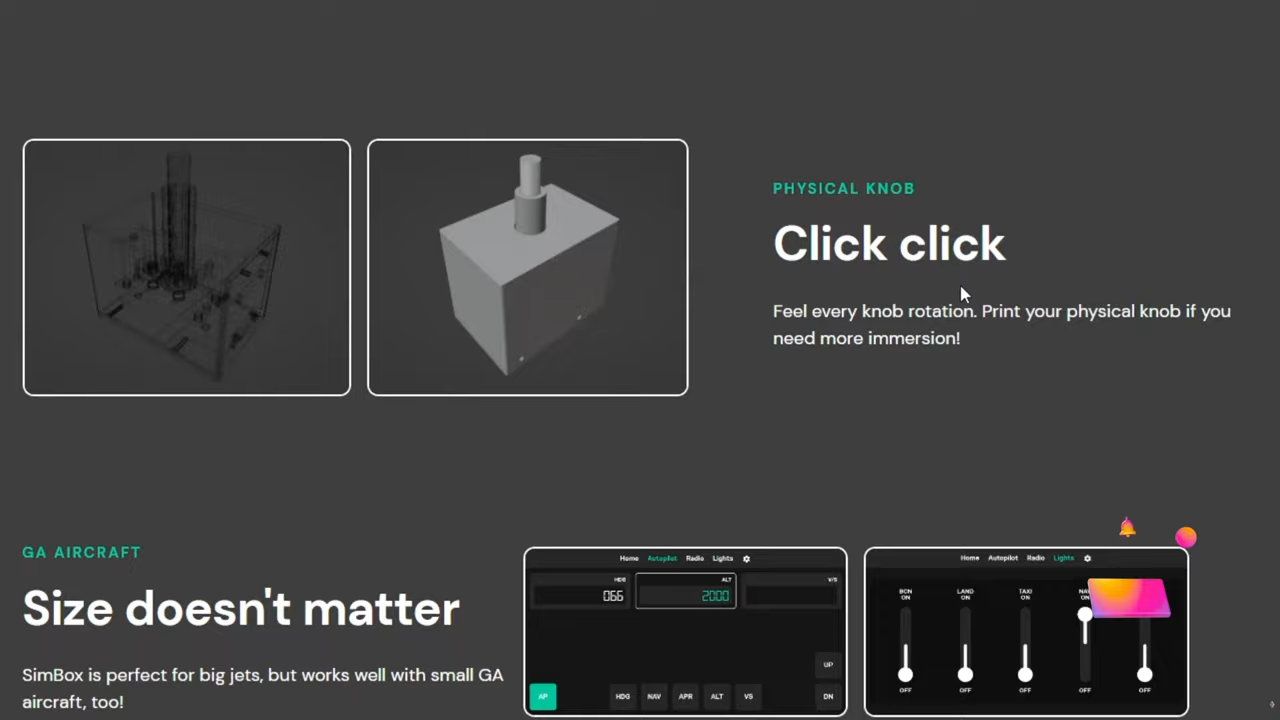 PHYSICAL KNOB
Click click
Feel every knob rotation. Print your physical knob if you
need more immersion!
GA AIRCRAFT
Size doesn't matter
SimBox is perfect for big jets, but works well with small GA
aircraft, too!
Home Autopilot Radio Lights
HDG ALT V/S
066 2000
UP
AP HDG NAV APR ALT VS DN
Home Autopilot Radio Lights
BCN LAND TAXI
ON ON ON ON
OFF OFF OFF OFF OFF